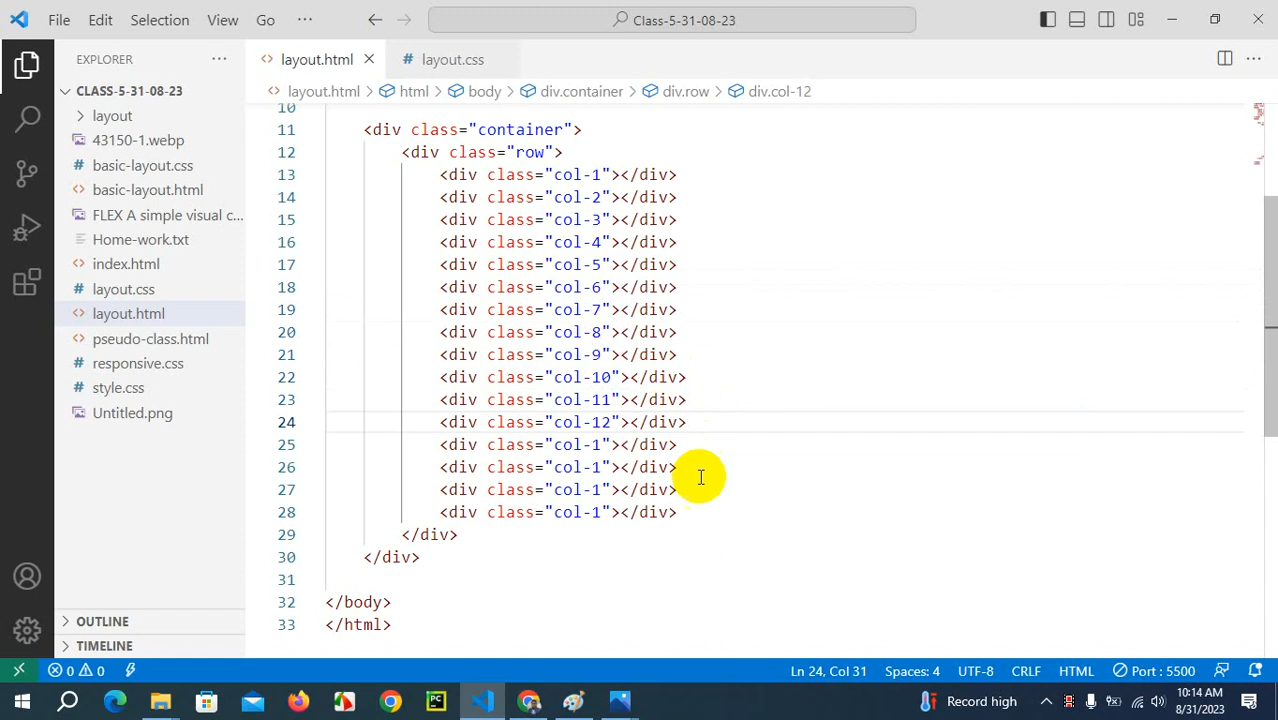 File Edit Selection View Go ··· Class-5-31-08-23
EXPLORER ···
layout.html
layout.css
CLASS-5-31-08-23
layout
43150-1.webp
basic-layout.css
basic-layout.html
FLEX A simple visual c...
Home-work.txt
index.html
layout.css
layout.html
pseudo-class.html
responsive.css
style.css
Untitled.png
OUTLINE
TIMELINE
layout.html > html > body > div.container > div.row > div.col-12
10
11 <div class="container">
12 <div class="row">
13 <div class="col-1"></div>
14 <div class="col-2"></div>
15 <div class="col-3"></div>
16 <div class="col-4"></div>
17 <div class="col-5"></div>
18 <div class="col-6"></div>
19 <div class="col-7"></div>
20 <div class="col-8"></div>
21 <div class="col-9"></div>
22 <div class="col-10"></div>
23 <div class="col-11"></div>
24 <div class="col-12"></div>
25 <div class="col-1"></div>
26 <div class="col-1"></div>
27 <div class="col-1"></div>
28 <div class="col-1"></div>
29 </div>
30 </div>
31
32 </body>
33 </html>
0 0 Ln 24, Col 31 Spaces: 4 UTF-8 CRLF HTML Port : 5500
PC
Record high
10:14 AM
8/31/2023